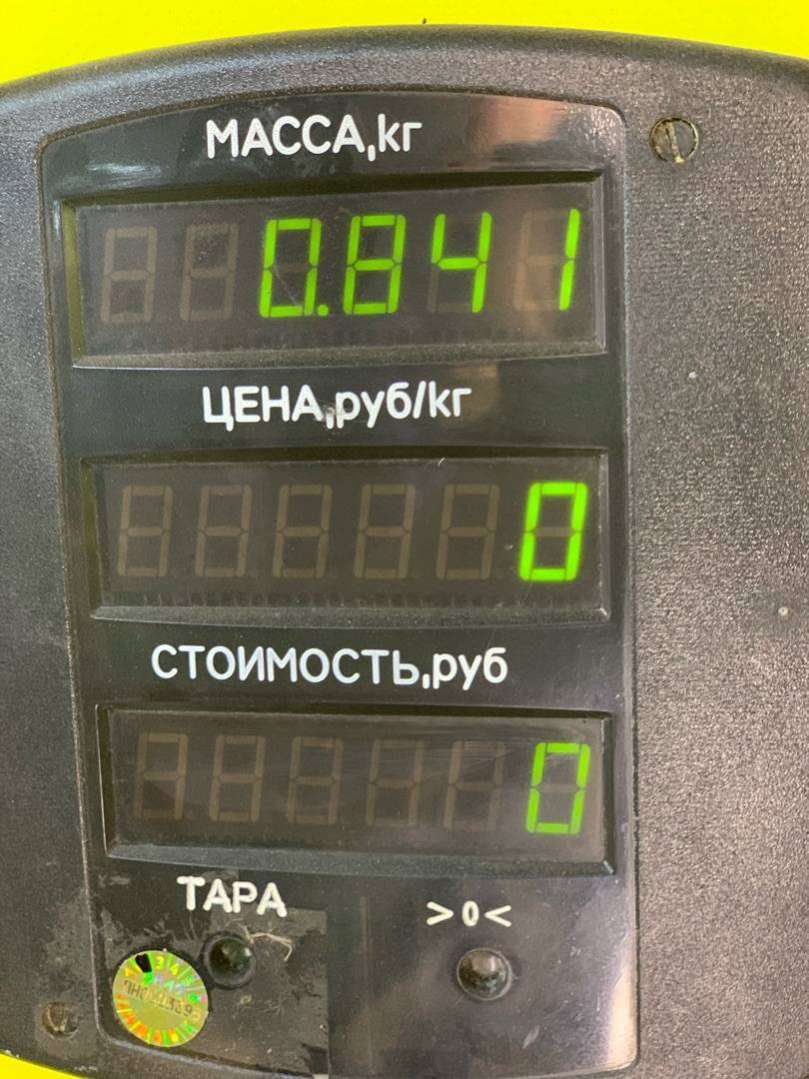 МАССА,кг
0.841
ЦЕНА,руб/кг
0
СТОИМОСТЬ,руб
0
ТАРА >0<